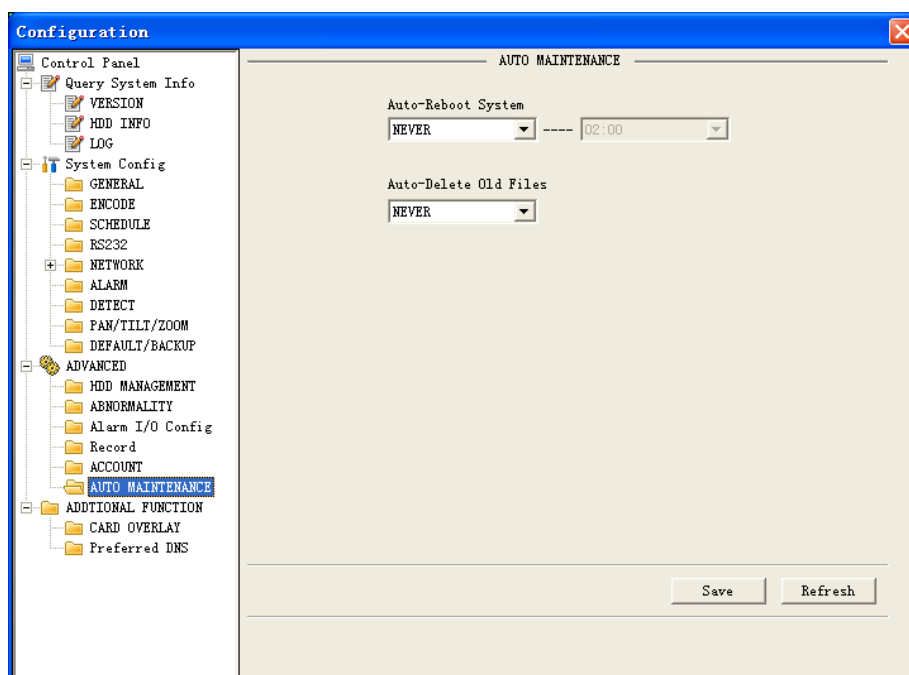 Configuration
Control Panel
Query System Info
VERSION
HDD INFO
LOG
System Config
GENERAL
ENCODE
SCHEDULE
RS232
NETWORK
ALARM
DETECT
PAN/TILT/ZOOM
DEFAULT/BACKUP
ADVANCED
HDD MANAGEMENT
ABNORMALITY
Alarm I/O Config
Record
ACCOUNT
AUTO MAINTENANCE
ADDTIONAL FUNCTION
CARD OVERLAY
Preferred DNS
AUTO MAINTENANCE
Auto-Reboot System
NEVER ---- 02:00
Auto-Delete Old Files
NEVER
Save Refresh